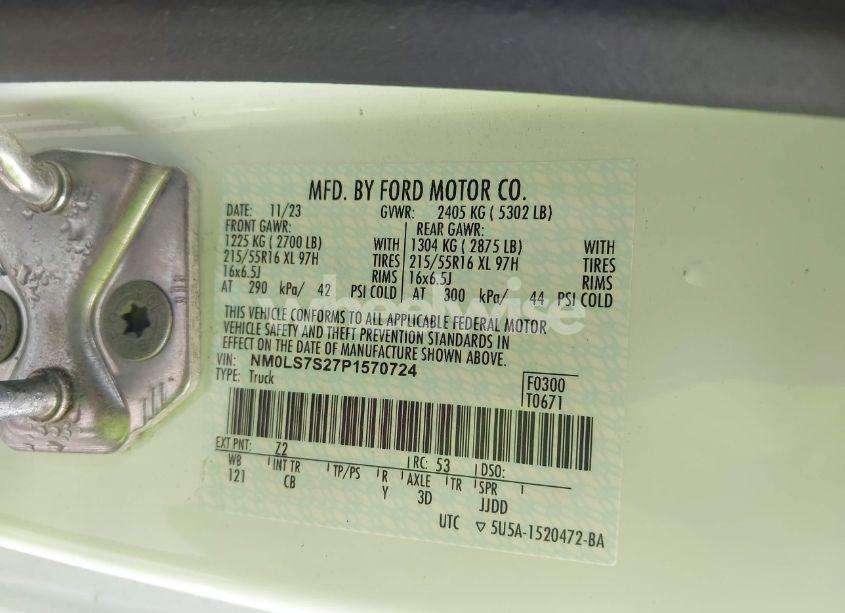 MFD. BY FORD MOTOR CO.
DATE: 11/23 GVWR: 2405 KG ( 5302 LB)
FRONT GAWR: REAR GAWR:
1225 KG ( 2700 LB) WITH 1304 KG ( 2875 LB) WITH
215/55R16 XL 97H TIRES 215/55R16 XL 97H TIRES
16x6.5J RIMS 16x6.5J RIMS
AT 290 kPa/ 42 PSI COLD AT 300 kPa/ 44 PSI COLD
wheelwise
THIS VEHICLE CONFORMS TO ALL APPLICABLE FEDERAL MOTOR
VEHICLE SAFETY AND THEFT PREVENTION STANDARDS IN
EFFECT ON THE DATE OF MANUFACTURE SHOWN ABOVE.
VIN: NM0LS7S27P1570724
TYPE: Truck
F0300
T0671
EXT PNT: Z2 RC: 53 DSO:
WB INT TR TP/PS R AXLE TR SPR
121 CB Y 3D JJDD
UTC ▽ 5U5A-1520472-BA